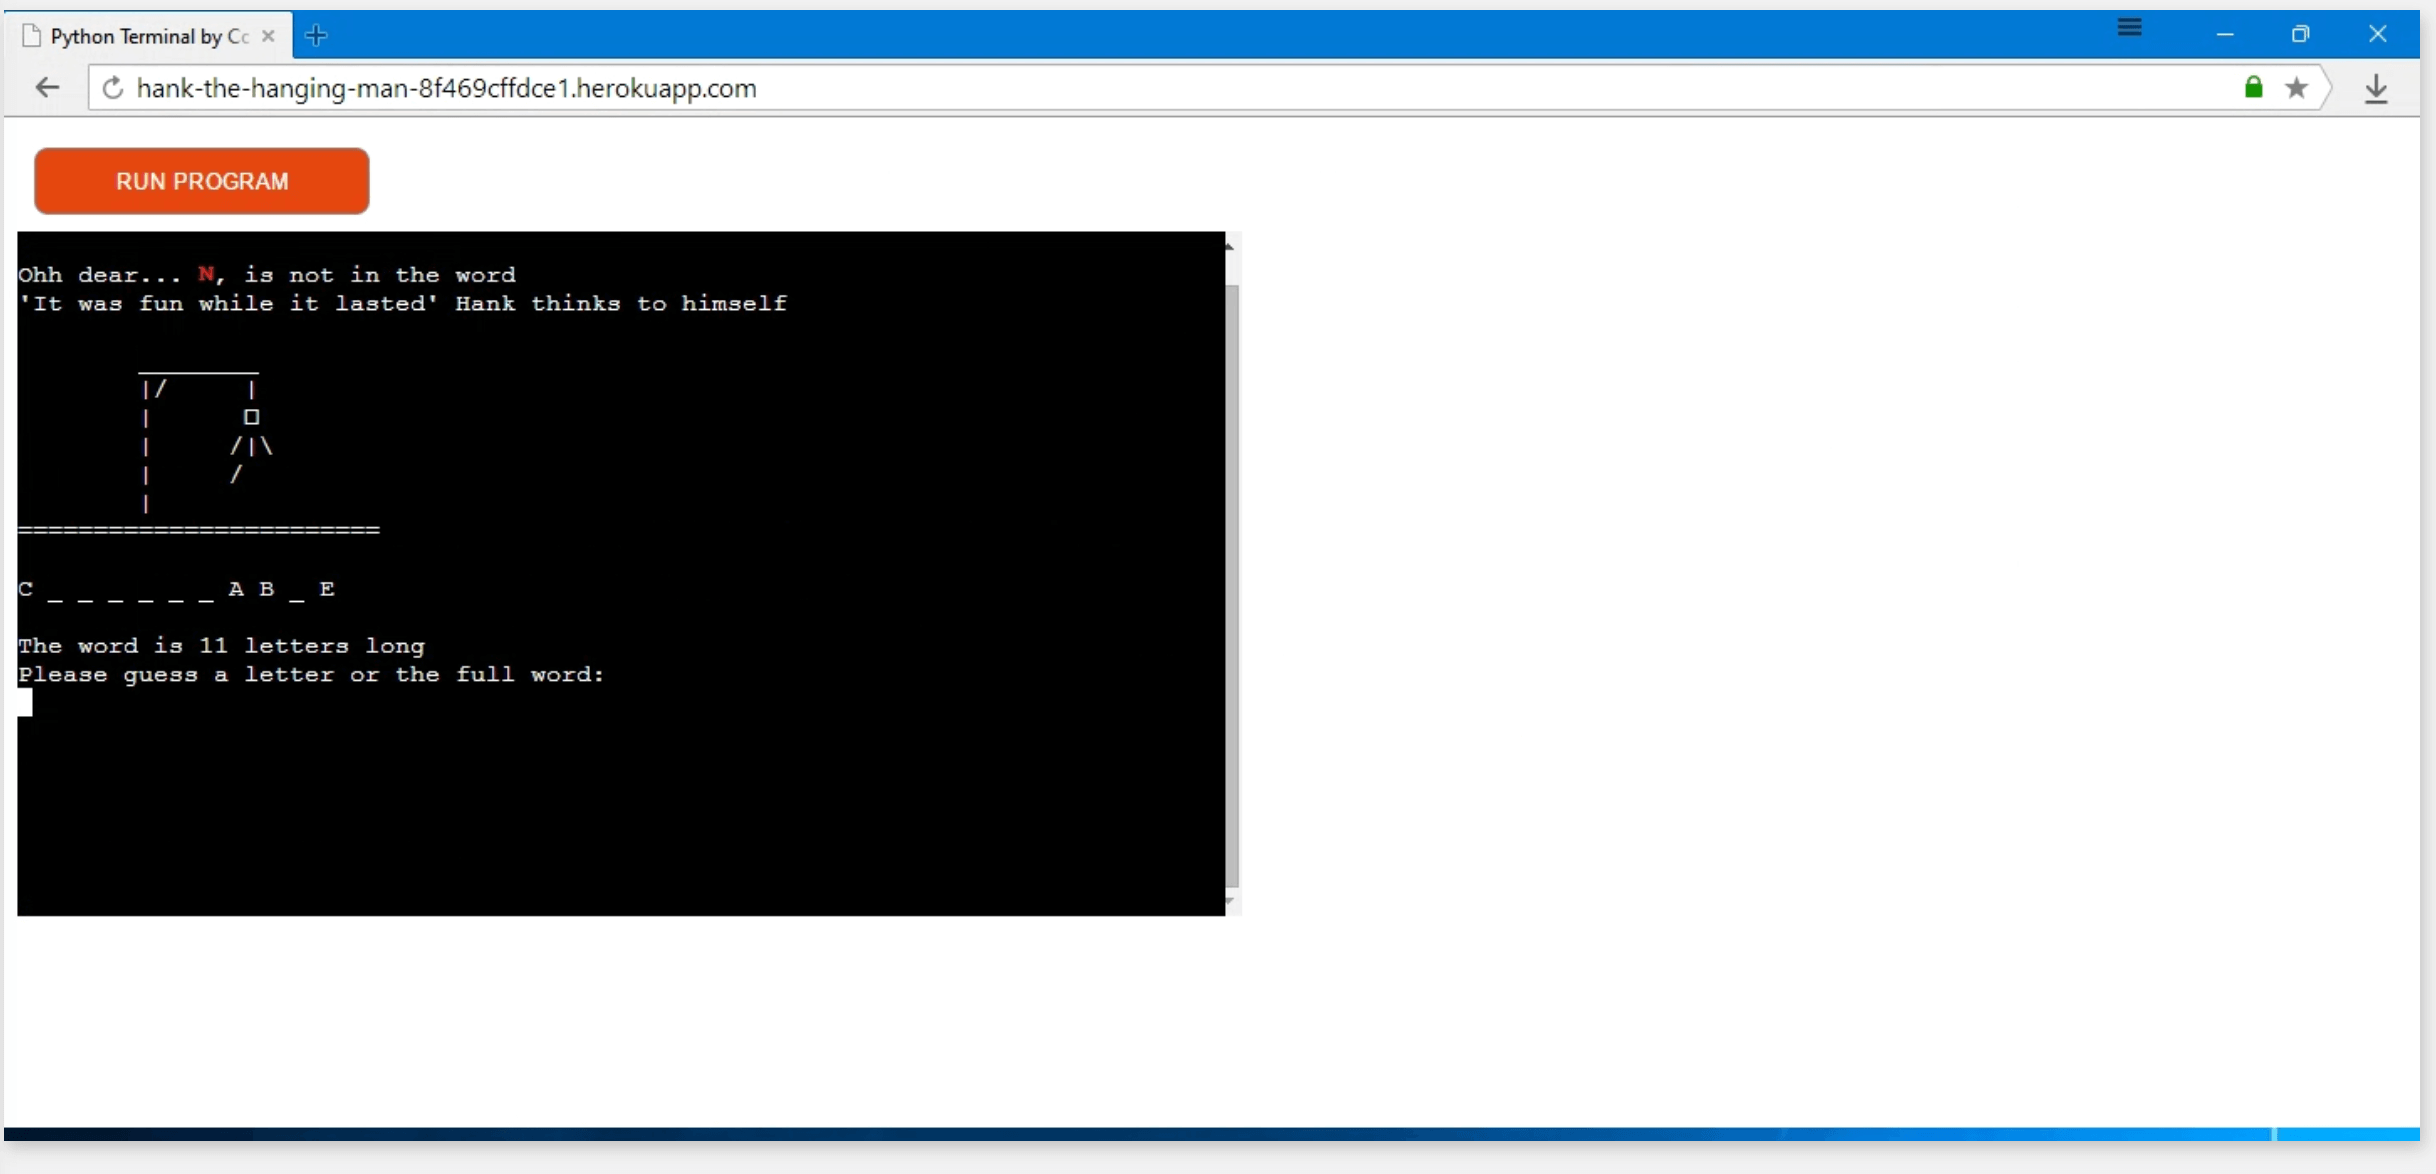 Python Terminal by Cc
hank-the-hanging-man-8f469cffdce1.herokuapp.com
RUN PROGRAM
Ohh dear... N, is not in the word
'It was fun while it lasted' Hank thinks to himself
________
|/     |
|      □
|     /|\
|     /
|
========================
C _ _ _ _ _ _ A B _ E
The word is 11 letters long
Please guess a letter or the full word: